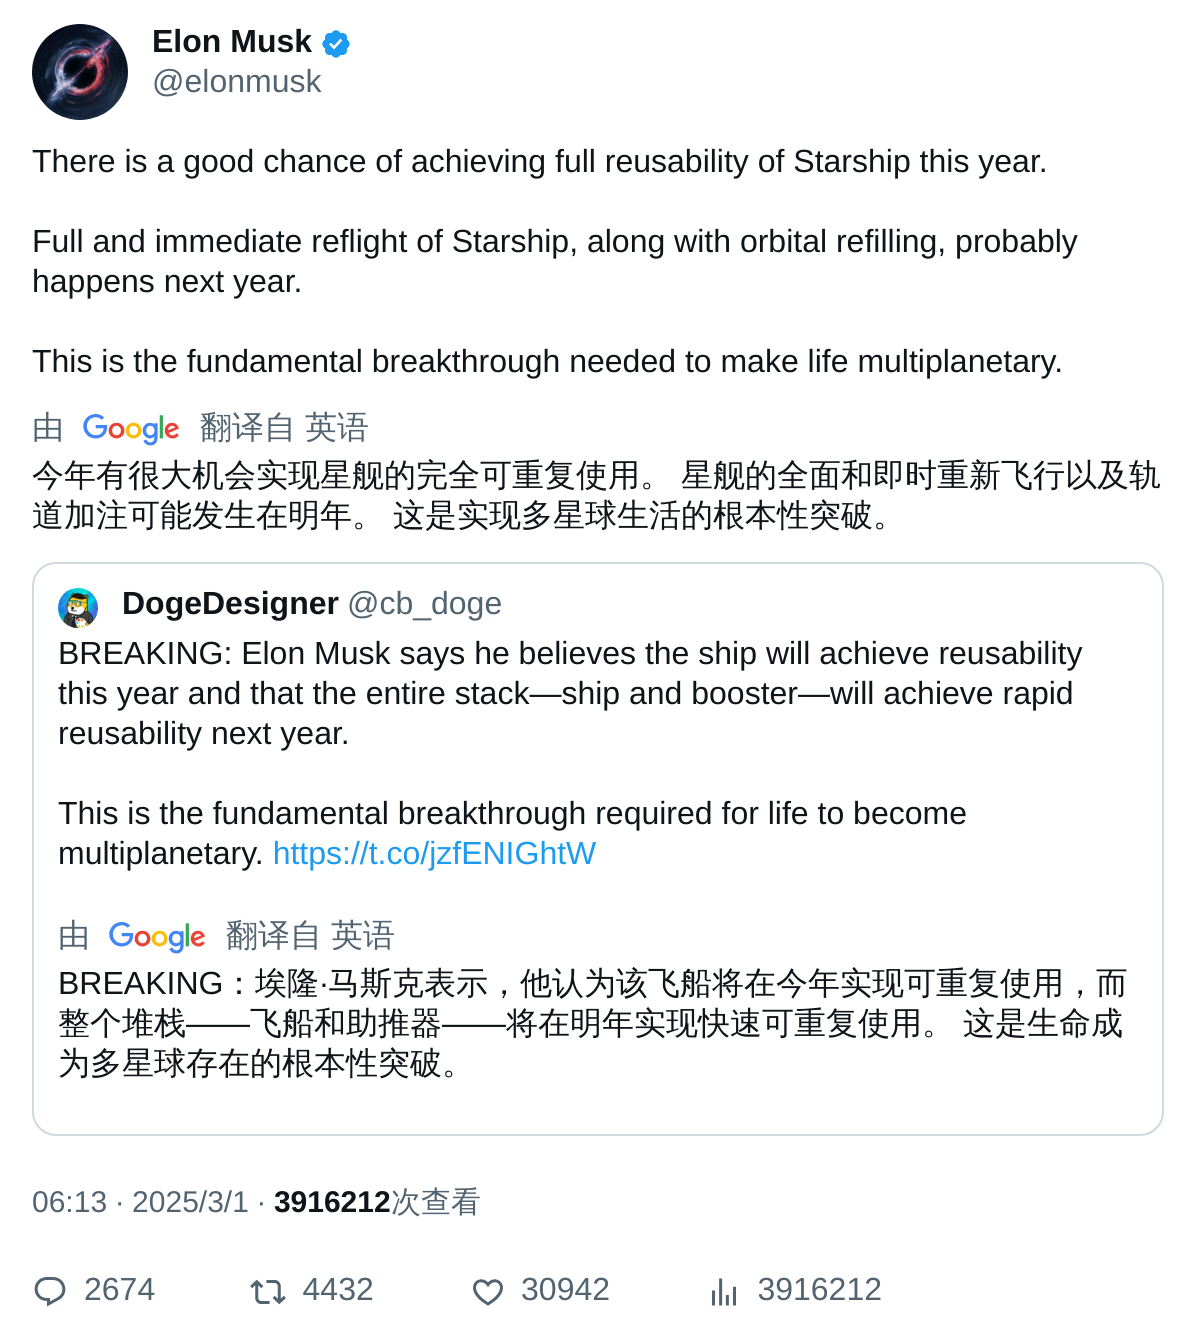 Elon Musk
@elonmusk
There is a good chance of achieving full reusability of Starship this year.
Full and immediate reflight of Starship, along with orbital refilling, probably
happens next year.
This is the fundamental breakthrough needed to make life multiplanetary.
由 Google 翻译自 英语
今年有很大机会实现星舰的完全可重复使用。 星舰的全面和即时重新飞行以及轨
道加注可能发生在明年。 这是实现多星球生活的根本性突破。
DogeDesigner @cb_doge
BREAKING: Elon Musk says he believes the ship will achieve reusability
this year and that the entire stack—ship and booster—will achieve rapid
reusability next year.
This is the fundamental breakthrough required for life to become
multiplanetary. https://t.co/jzfENIGhtW
由 Google 翻译自 英语
BREAKING：埃隆·马斯克表示，他认为该飞船将在今年实现可重复使用，而
整个堆栈——飞船和助推器——将在明年实现快速可重复使用。 这是生命成
为多星球存在的根本性突破。
06:13 · 2025/3/1 · 3916212次查看
2674 4432 30942 3916212